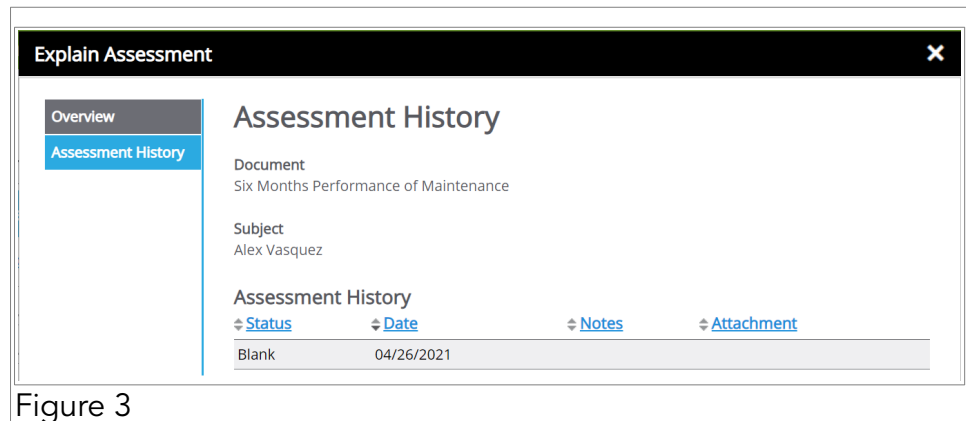 Explain Assessment
Overview
Assessment History
Assessment History
Document
Six Months Performance of Maintenance
Subject
Alex Vasquez
Assessment History
Status Date Notes Attachment
Blank 04/26/2021
Figure 3